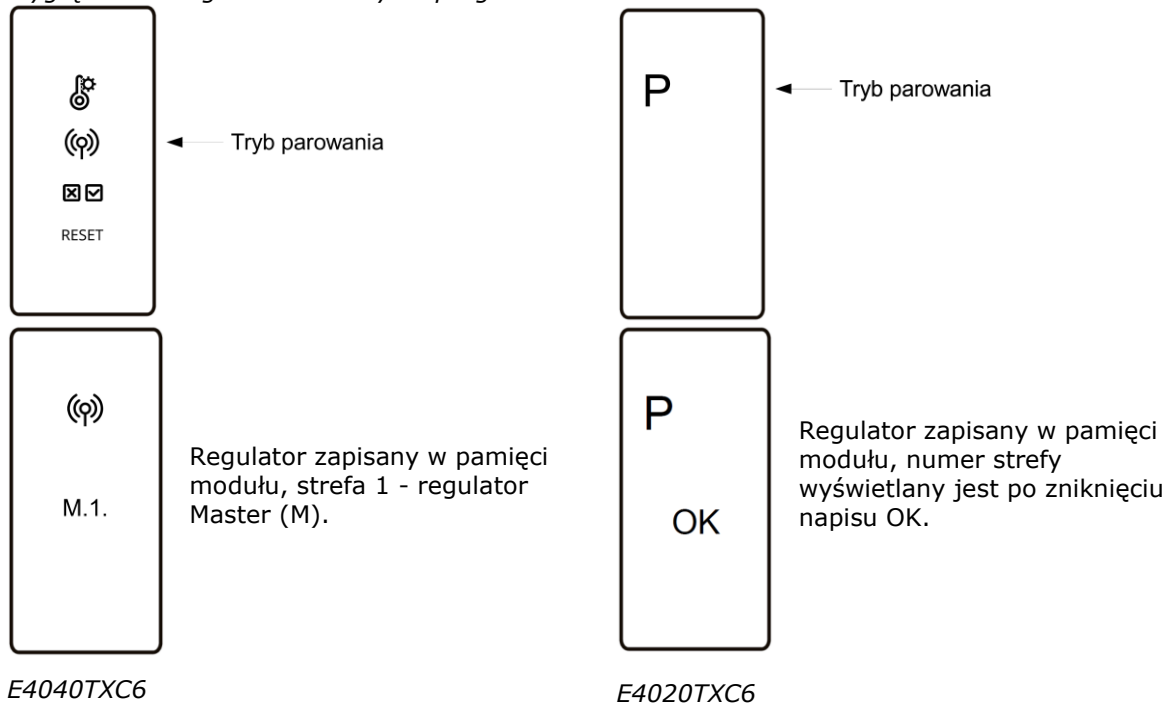 Tryb parowania
RESET
M.1.
Regulator zapisany w pamięci
modułu, strefa 1 - regulator
Master (M).
E4040TXC6
P
Tryb parowania
P
OK
Regulator zapisany w pamięci
modułu, numer strefy
wyświetlany jest po zniknięciu
napisu OK.
E4020TXC6